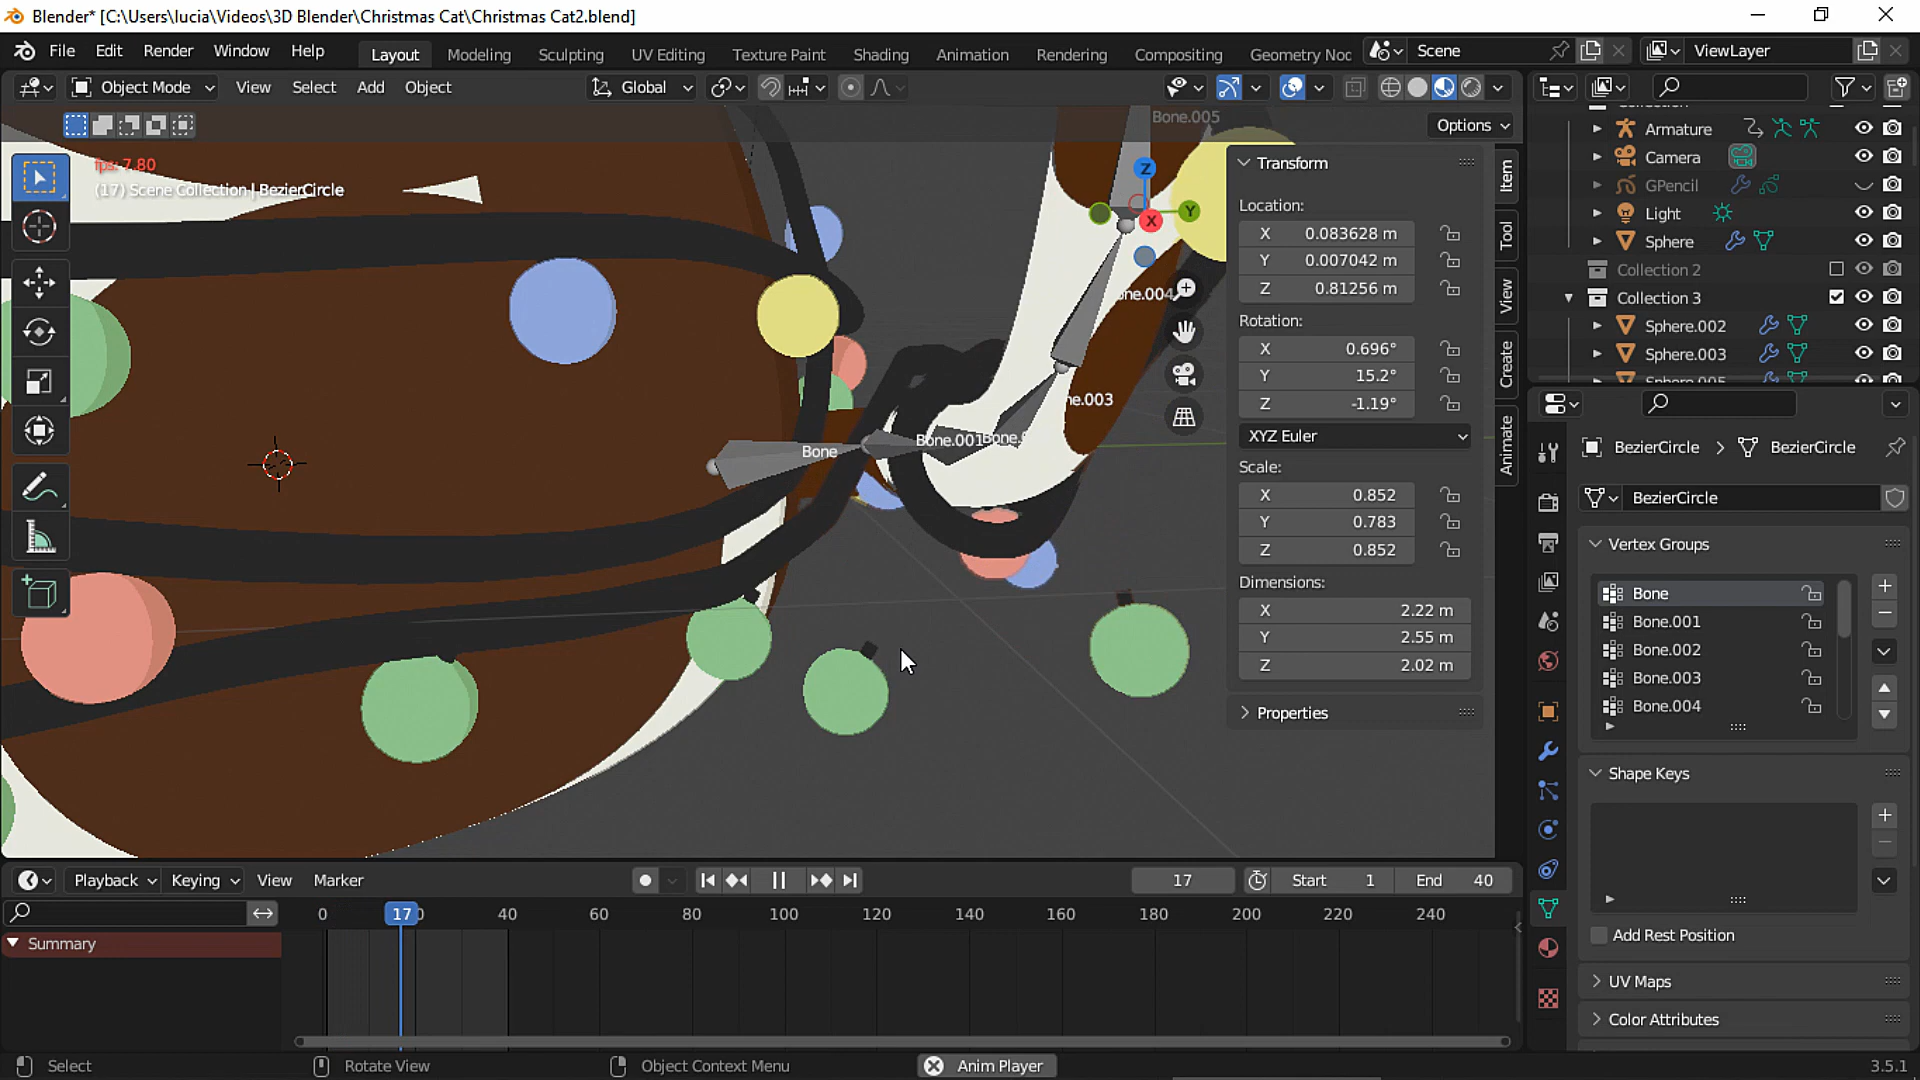 Blender* [C:\Users\lucia\Videos\3D Blender\Christmas Cat\Christmas Cat2.blend]
File Edit Render Window Help Layout Modeling Sculpting UV Editing Texture Paint Shading Animation Rendering Compositing Geometry Noc Scene ViewLayer
Object Mode View Select Add Object Global
Options
fps: 7.80
(17) Scene Collection | BezierCircle
Bone.005
Bone
Bone.001
Bone.
ne.003
one.004
Z
Y
X
Transform
Location:
X 0.083628 m
Y 0.007042 m
Z 0.81256 m
Rotation:
X 0.696°
Y 15.2°
Z -1.19°
XYZ Euler
Scale:
X 0.852
Y 0.783
Z 0.852
Dimensions:
X 2.22 m
Y 2.55 m
Z 2.02 m
Properties
Item
Tool
View
Create
Animate
Armature
Camera
GPencil
Light
Sphere
Collection 2
Collection 3
Sphere.002
Sphere.003
Sphere.005
BezierCircle BezierCircle
BezierCircle
Vertex Groups
Bone
Bone.001
Bone.002
Bone.003
Bone.004
Shape Keys
Add Rest Position
UV Maps
Color Attributes
Playback Keying View Marker 17 Start 1 End 40
0 17 0 40 60 80 100 120 140 160 180 200 220 240
Summary
Select Rotate View Object Context Menu Anim Player 3.5.1